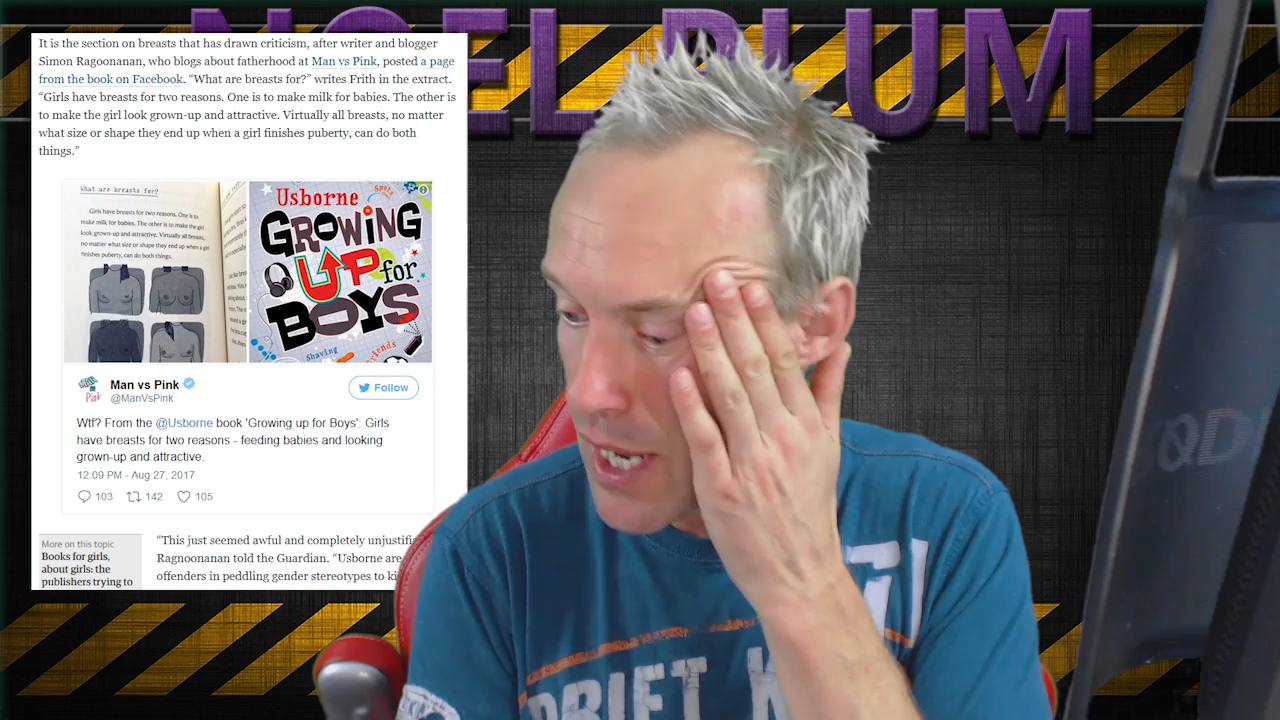 NOEL PLUM
It is the section on breasts that has drawn criticism, after writer and blogger
Simon Ragoonanan, who blogs about fatherhood at Man vs Pink, posted a page
from the book on Facebook. “What are breasts for?” writes Frith in the extract.
“Girls have breasts for two reasons. One is to make milk for babies. The other is
to make the girl look grown-up and attractive. Virtually all breasts, no matter
what size or shape they end up when a girl finishes puberty, can do both
things.”
What are breasts for?
Girls have breasts for two reasons. One is to
make milk for babies. The other is to make the girl
look grown-up and attractive. Virtually all breasts,
no matter what size or shape they end up when a girl
finishes puberty, can do both things.
Usborne
GROWING
UP for
BOYS
Shaving
friends
Man vs Pink
@ManVsPink
Follow
Wtf? From the @Usborne book 'Growing up for Boys': Girls
have breasts for two reasons - feeding babies and looking
grown-up and attractive.
12:09 PM - Aug 27, 2017
103 142 105
More on this topic
Books for girls,
about girls: the
publishers trying to
“This just seemed awful and completely
Ragoonanan told the Guardian. “Usborne are
offenders in peddling gender stereotypes to
DRIFT